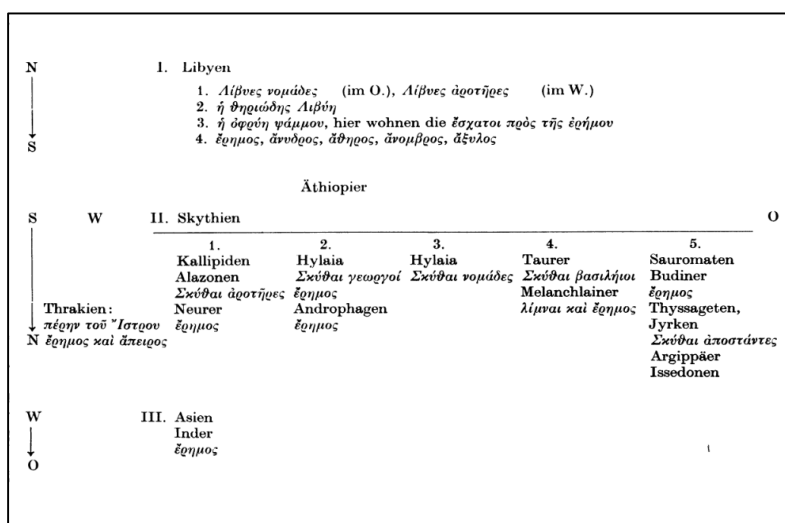 N I. Libyen
1. Λίβυες νομάδες (im O.), Λίβυες ἀροτῆρες (im W.)
2. ἡ θηριώδης Λιβύη
3. ἡ ὀφρύη ψάμμου, hier wohnen die ἔσχατοι πρὸς τῆς ἐρήμου
S 4. ἔρημος, ἄνυδρος, ἄθηρος, ἄνομβρος, ἄξυλος
Äthiopier
S W II. Skythien O
1. 2. 3. 4. 5.
Kallipiden Hylaia Hylaia Taurer Sauromaten
Alazonen Σκύθαι γεωργοί Σκύθαι νομάδες Σκύθαι βασιλήιοι Budiner
Σκύθαι ἀροτῆρες ἔρημος Melanchlainer ἔρημος
Thrakien: Neurer Androphagen λίμναι καὶ ἔρημος Thyssageten,
πέρην τοῦ Ἴστρου ἔρημος ἔρημος Jyrken
N ἔρημος καὶ ἄπειρος Σκύθαι ἀποστάντες
Argippäer
Issedonen
W III. Asien
Inder
ἔρημος
O